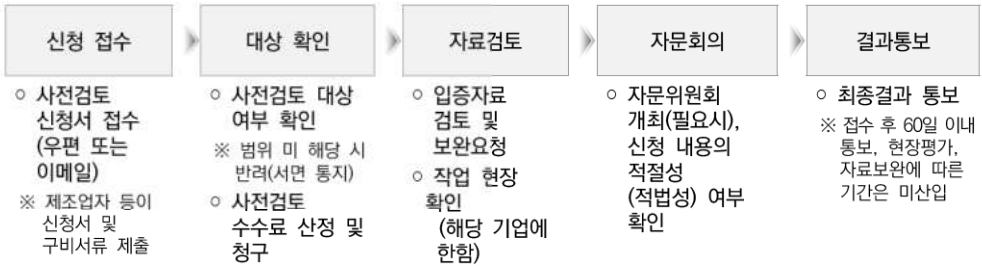 신청 접수
○ 사전검토
신청서 접수
(우편 또는
이메일)
※ 제조업자 등이
신청서 및
구비서류 제출
대상 확인
○ 사전검토 대상
여부 확인
※ 범위 미 해당 시
반려(서면 통지)
○ 사전검토
수수료 산정 및
청구
자료검토
○ 입증자료
검토 및
보완요청
○ 작업 현장
확인
(해당 기업에
한함)
자문회의
○ 자문위원회
개최(필요시),
신청 내용의
적절성
(적법성) 여부
확인
결과통보
○ 최종결과 통보
※ 접수 후 60일 이내
통보, 현장평가,
자료보완에 따른
기간은 미산입